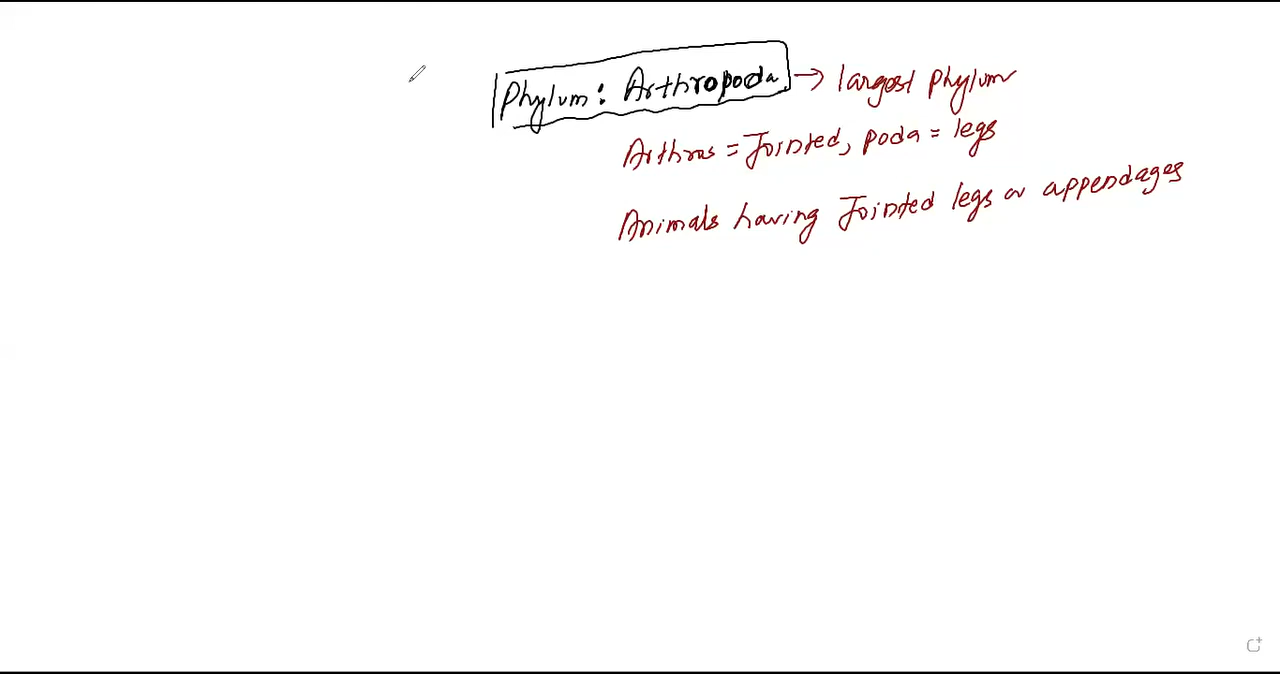 Phylum: Arthropoda → largest phylum
Arthros = Jointed, poda = legs
Animals having Jointed legs or appendages